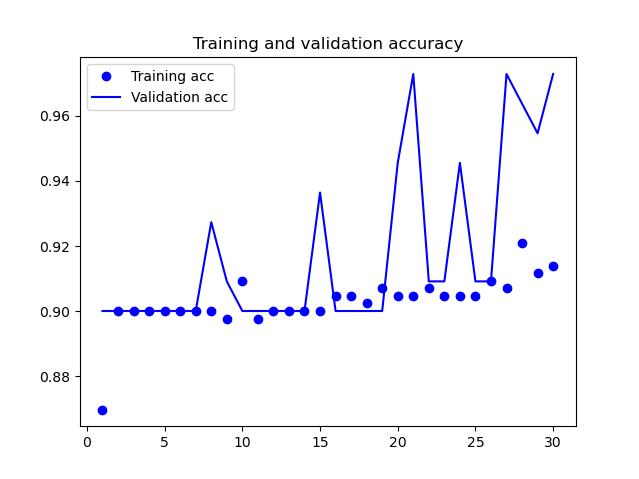 Training and validation accuracy
Training acc
Validation acc
0.96
0.94
0.92
0.90
0.88
0 5 10 15 20 25 30